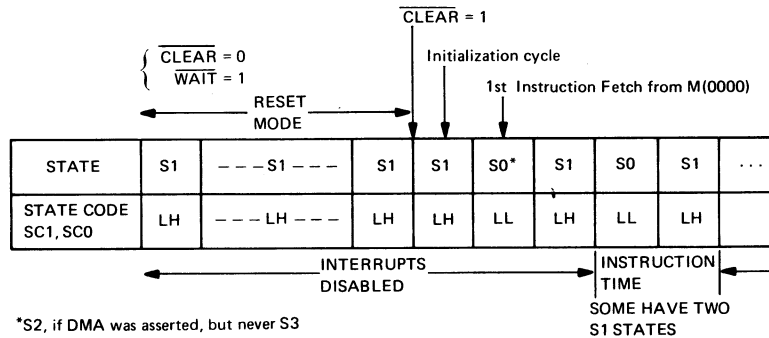 CLEAR = 1
CLEAR = 0
WAIT = 1
Initialization cycle
1st Instruction Fetch from M(0000)
RESET
MODE
STATE S1 – – – S1 – – – S1 S1 S0* S1 S0 S1 ...
STATE CODE
SC1, SC0 LH – – – LH – – – LH LH LL LH LL LH
INTERRUPTS
DISABLED
INSTRUCTION
TIME
SOME HAVE TWO
S1 STATES
*S2, if DMA was asserted, but never S3